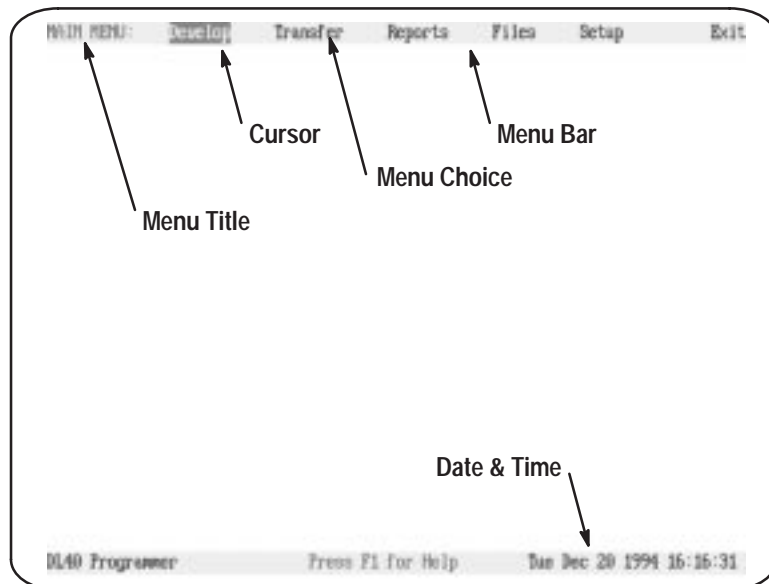 MAIN MENU: Develop Transfer Reports Files Setup Exit
Cursor Menu Bar
Menu Choice
Menu Title
Date & Time
DL40 Programmer Press F1 for Help Tue Dec 20 1994 16:16:31